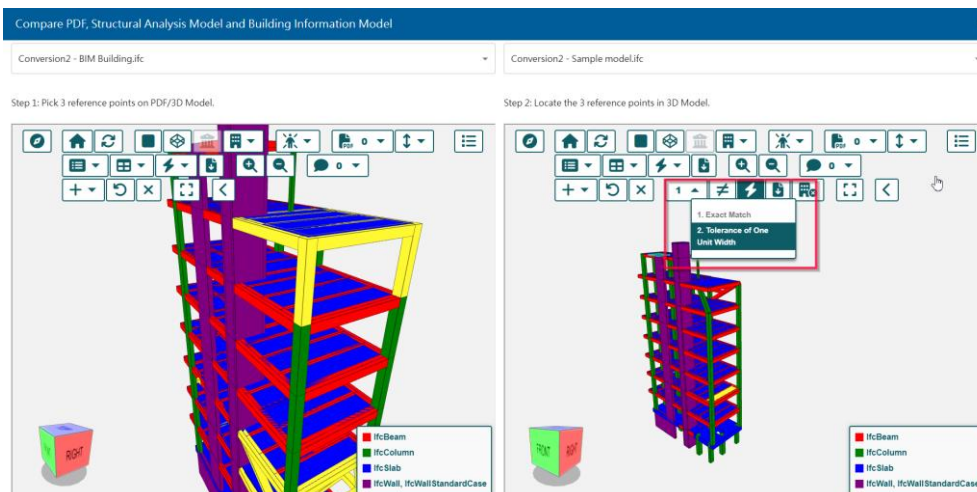 Compare PDF, Structural Analysis Model and Building Information Model
Conversion2 - BIM Building.ifc
Conversion2 - Sample model.ifc
Step 1: Pick 3 reference points on PDF/3D Model.
Step 2: Locate the 3 reference points in 3D Model.
PDF 0
0
PDF 0
0
1
1. Exact Match
2. Tolerance of One
Unit Width
RIGHT
IfcBeam
IfcColumn
IfcSlab
IfcWall, IfcWallStandardCase
FRONT
RIGHT
IfcBeam
IfcColumn
IfcSlab
IfcWall, IfcWallStandardCase